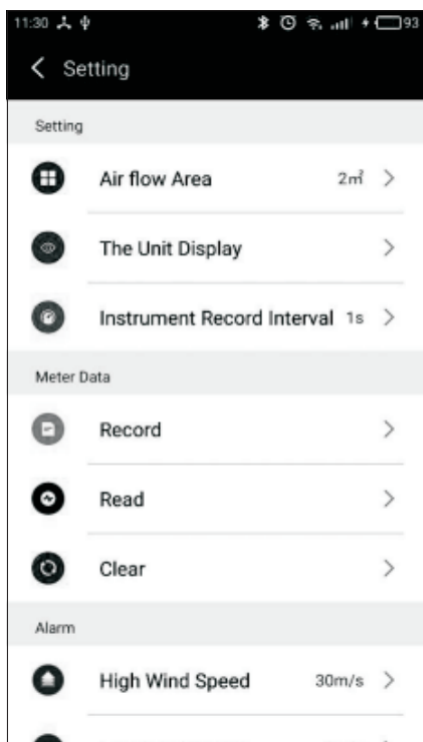 11:30 93
Setting
Setting
Air flow Area 2㎡
The Unit Display
Instrument Record Interval 1s
Meter Data
Record
Read
Clear
Alarm
High Wind Speed 30m/s